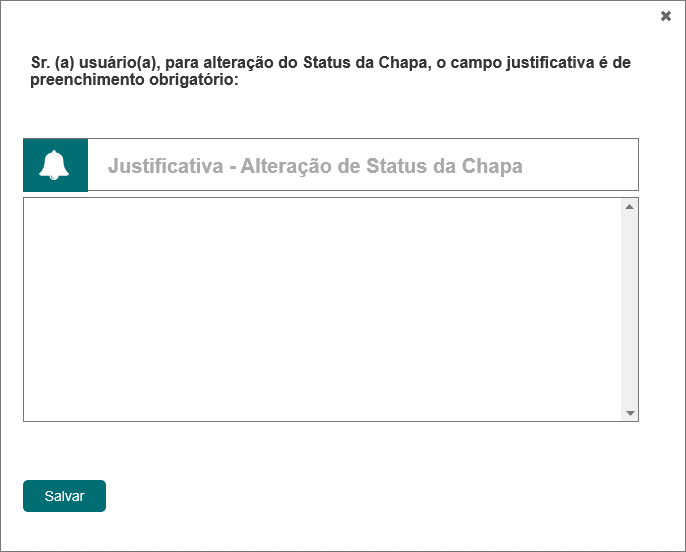 Sr. (a) usuário(a), para alteração do Status da Chapa, o campo justificativa é de
preenchimento obrigatório:
Justificativa - Alteração de Status da Chapa
Salvar